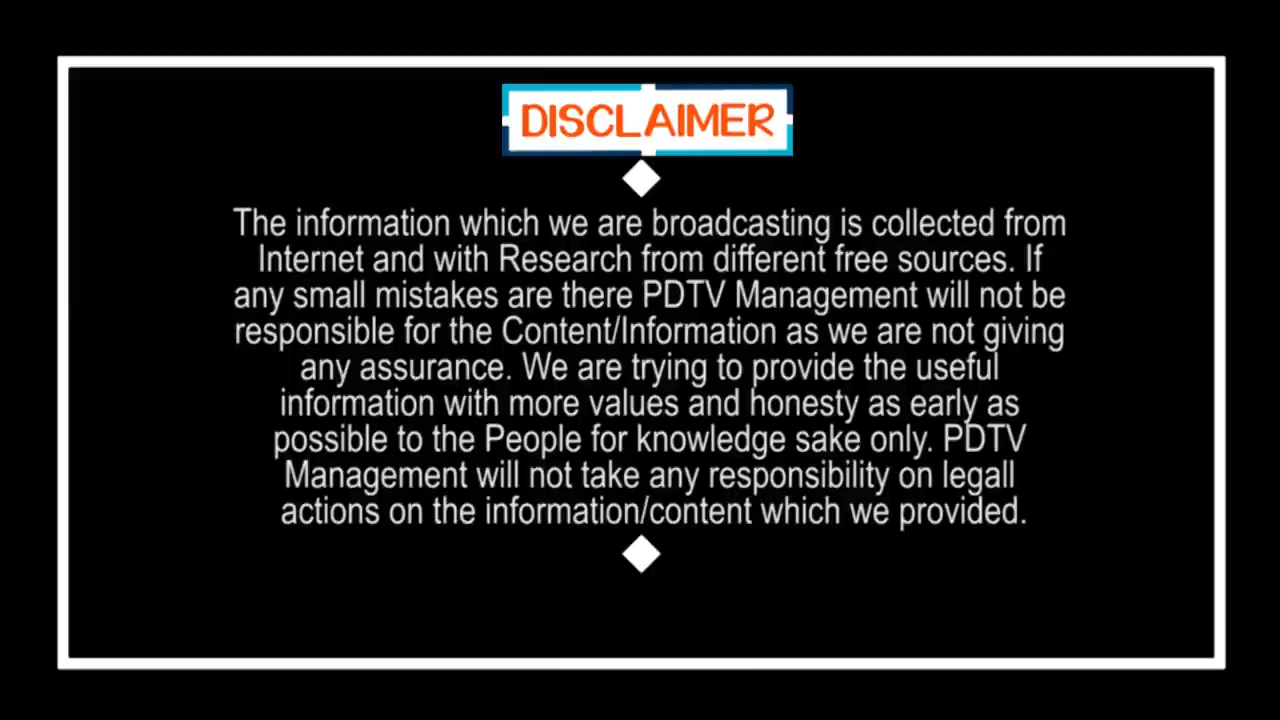 DISCLAIMER
The information which we are broadcasting is collected from
Internet and with Research from different free sources. If
any small mistakes are there PDTV Management will not be
responsible for the Content/Information as we are not giving
any assurance. We are trying to provide the useful
information with more values and honesty as early as
possible to the People for knowledge sake only. PDTV
Management will not take any responsibility on legall
actions on the information/content which we provided.